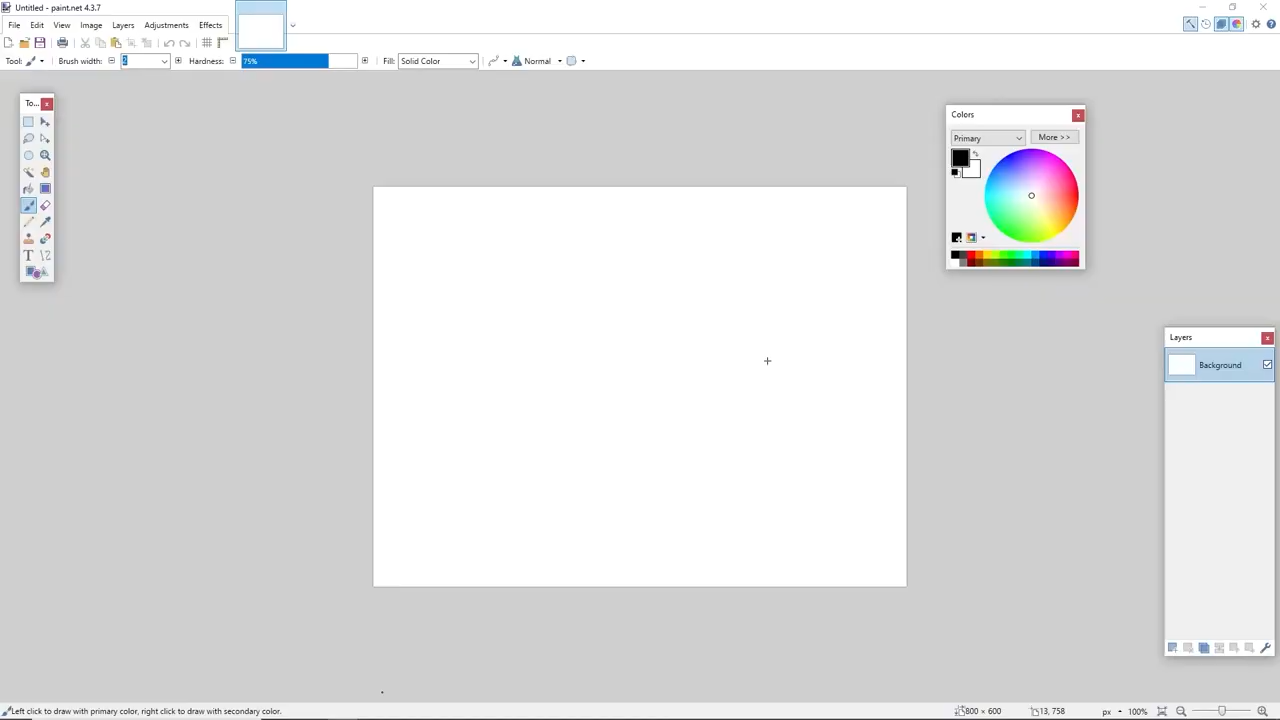 Untitled - paint.net 4.3.7
File Edit View Image Layers Adjustments Effects
Tool: Brush width: 2 Hardness: 75% Fill: Solid Color Normal
To...
Colors
Primary More >>
Layers
Background
Left click to draw with primary color, right click to draw with secondary color. 800 × 600 13, 758 px 100%